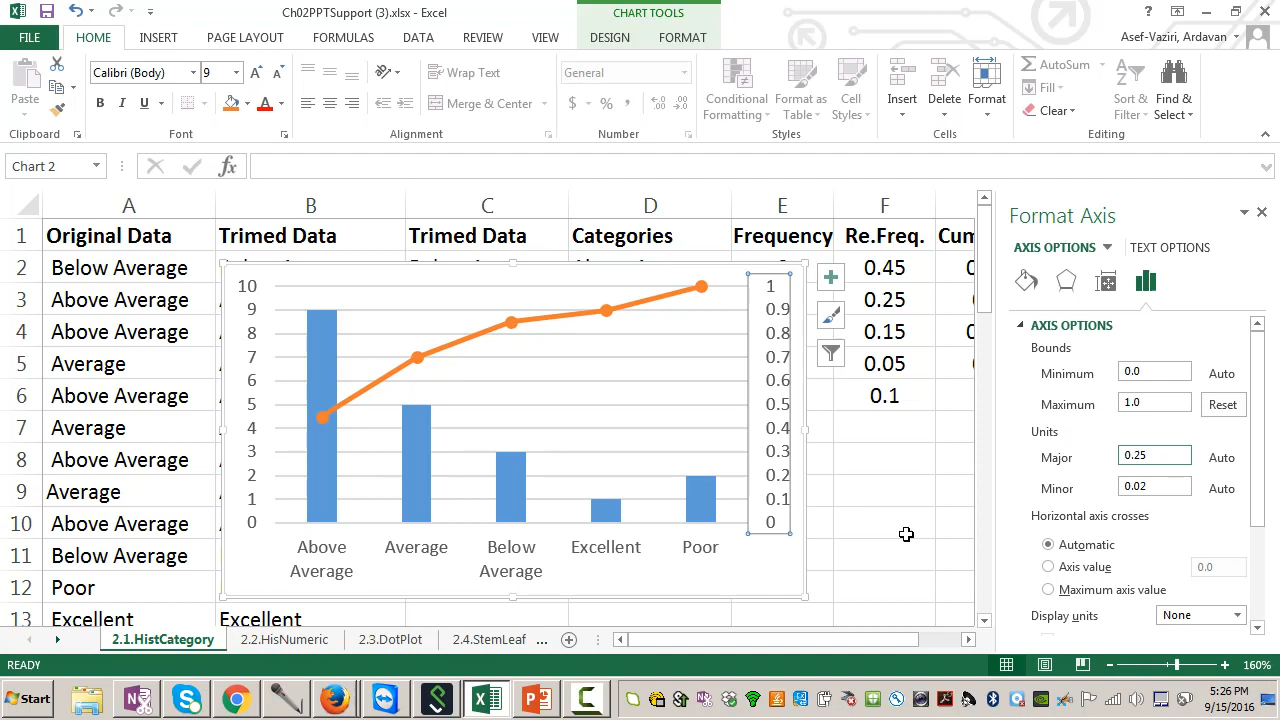 Ch02PPTSupport (3).xlsx - Excel
CHART TOOLS
?
FILE
HOME
INSERT
PAGE LAYOUT
FORMULAS
DATA
REVIEW
VIEW
DESIGN
FORMAT
Asef-Vaziri, Ardavan
Paste
Calibri (Body)
9
B I U
Wrap Text
Merge & Center
General
$ % ,
Conditional
Formatting
Format as
Table
Cell
Styles
Insert
Delete
Format
AutoSum
Fill
Clear
Sort &
Filter
Find &
Select
Clipboard
Font
Alignment
Number
Styles
Cells
Editing
Chart 2
fx
A B C D E F
1 Original Data Trimed Data Trimed Data Categories Frequency Re.Freq. Cum
2 Below Average 0.45
3 Above Average 0.25
4 Above Average 0.15
5 Average 0.05
6 Above Average 0.1
7 Average
8 Above Average
9 Average
10 Above Average
11 Below Average
12 Poor
13 Excellent Excellent
10
9
8
7
6
5
4
3
2
1
0
1
0.9
0.8
0.7
0.6
0.5
0.4
0.3
0.2
0.1
0
Above
Average
Average
Below
Average
Excellent
Poor
Format Axis
AXIS OPTIONS
TEXT OPTIONS
AXIS OPTIONS
Bounds
Minimum 0.0 Auto
Maximum 1.0 Reset
Units
Major 0.25 Auto
Minor 0.02 Auto
Horizontal axis crosses
Automatic
Axis value 0.0
Maximum axis value
Display units None
2.1.HistCategory
2.2.HisNumeric
2.3.DotPlot
2.4.StemLeaf ...
READY
160%
Start
5:26 PM
9/15/2016